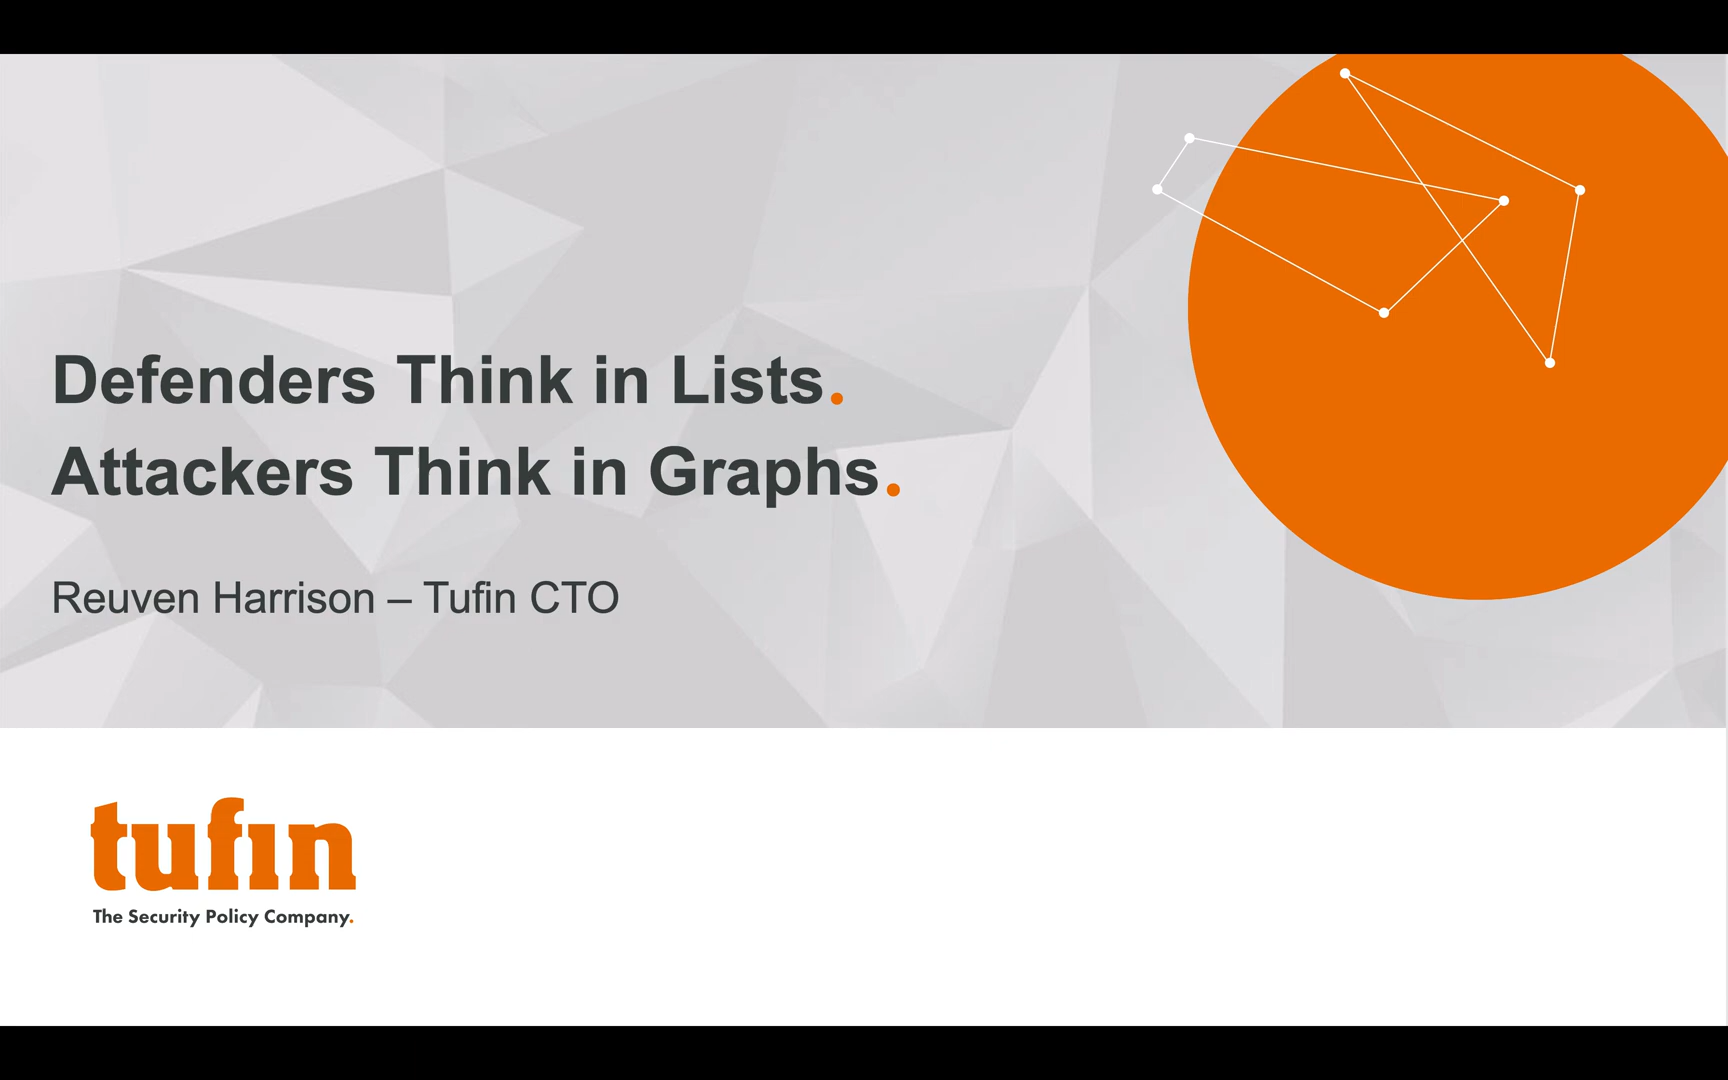 Defenders Think in Lists.
Attackers Think in Graphs.
Reuven Harrison – Tufin CTO
tufin
The Security Policy Company.